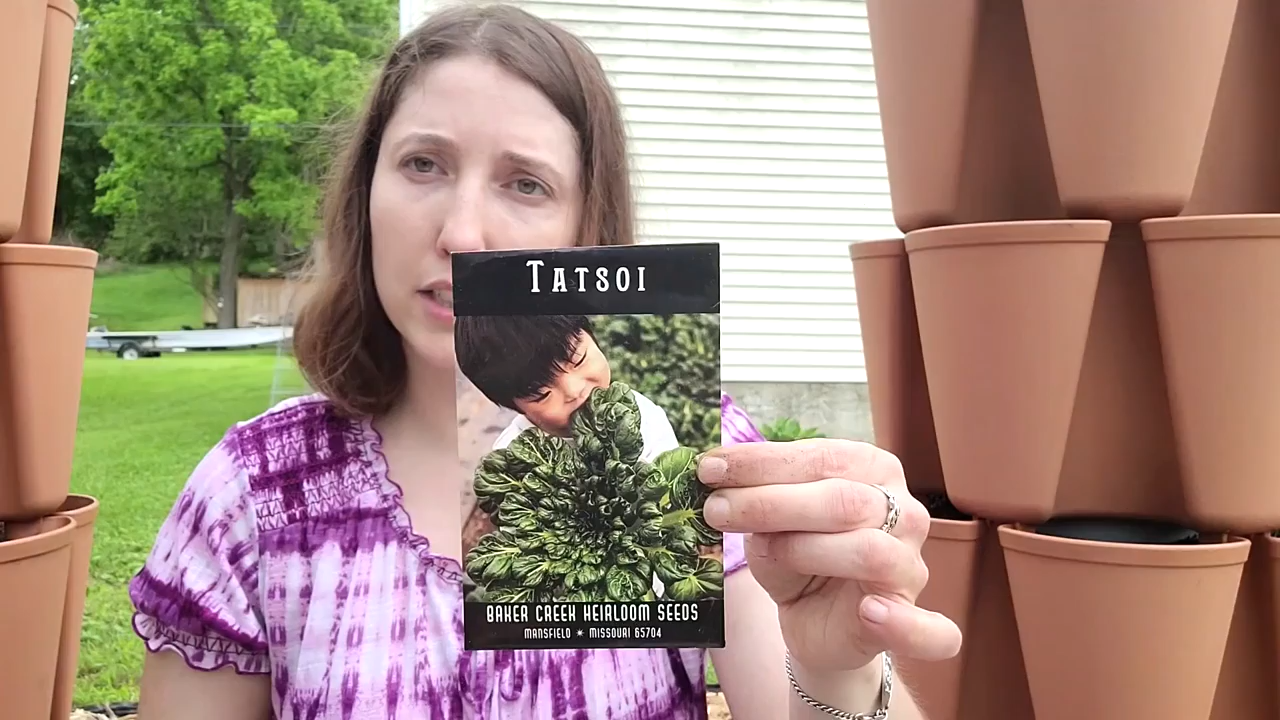 TATSOI
BAKER CREEK HEIRLOOM SEEDS
MANSFIELD ✷ MISSOURI 65704